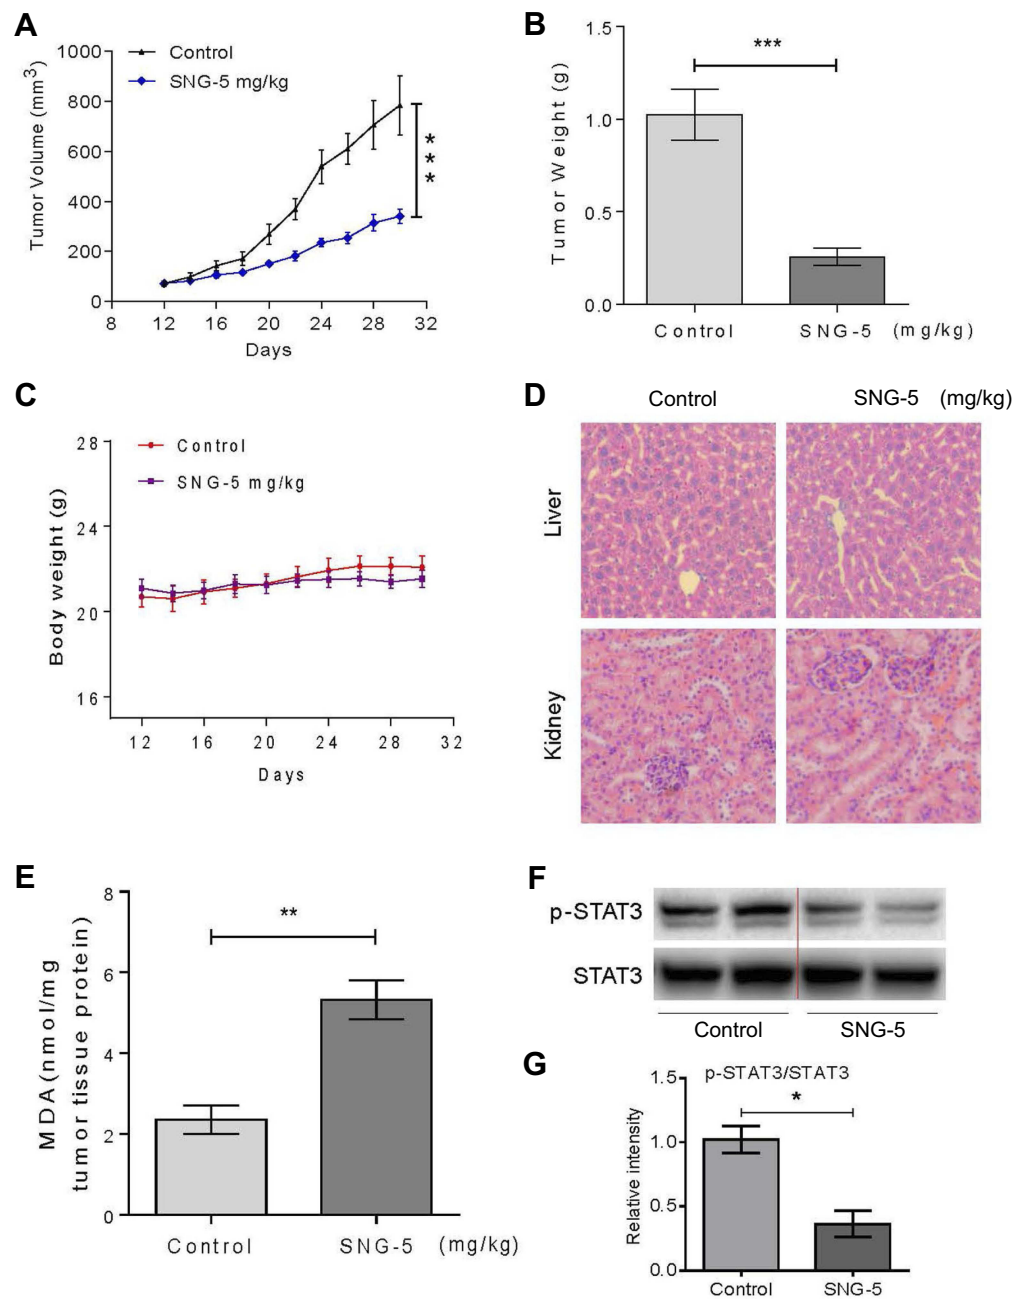 A
1000
800
600
400
200
0
Tumor Volume (mm3)
Control
SNG-5 mg/kg
***
8 12 16 20 24 28 32
Days
B
1.5
1.0
0.5
0.0
Tumor Weight (g)
***
Control SNG-5 (mg/kg)
C
28
24
20
16
Body weight (g)
Control
SNG-5 mg/kg
12 16 20 24 28 32
Days
D
Control SNG-5 (mg/kg)
Liver
Kidney
E
8
6
4
2
0
MDA(nmol/mg
tumor tissue protein)
**
Control SNG-5 (mg/kg)
F
p-STAT3
STAT3
Control SNG-5
G
p-STAT3/STAT3
1.5
1.0
0.5
0.0
Relative intensity
*
Control SNG-5